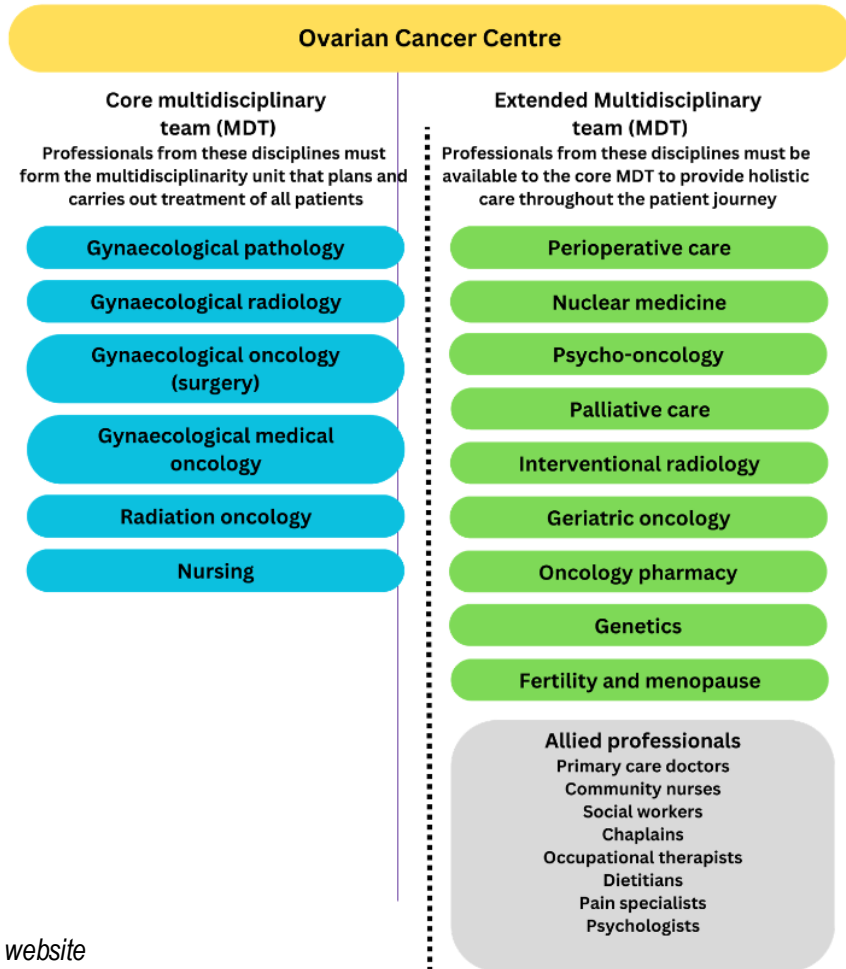 Ovarian Cancer Centre
Core multidisciplinary
team (MDT)
Professionals from these disciplines must
form the multidisciplinarity unit that plans and
carries out treatment of all patients
Gynaecological pathology
Gynaecological radiology
Gynaecological oncology
(surgery)
Gynaecological medical
oncology
Radiation oncology
Nursing
Extended Multidisciplinary
team (MDT)
Professionals from these disciplines must be
available to the core MDT to provide holistic
care throughout the patient journey
Perioperative care
Nuclear medicine
Psycho-oncology
Palliative care
Interventional radiology
Geriatric oncology
Oncology pharmacy
Genetics
Fertility and menopause
Allied professionals
Primary care doctors
Community nurses
Social workers
Chaplains
Occupational therapists
Dietitians
Pain specialists
Psychologists
website